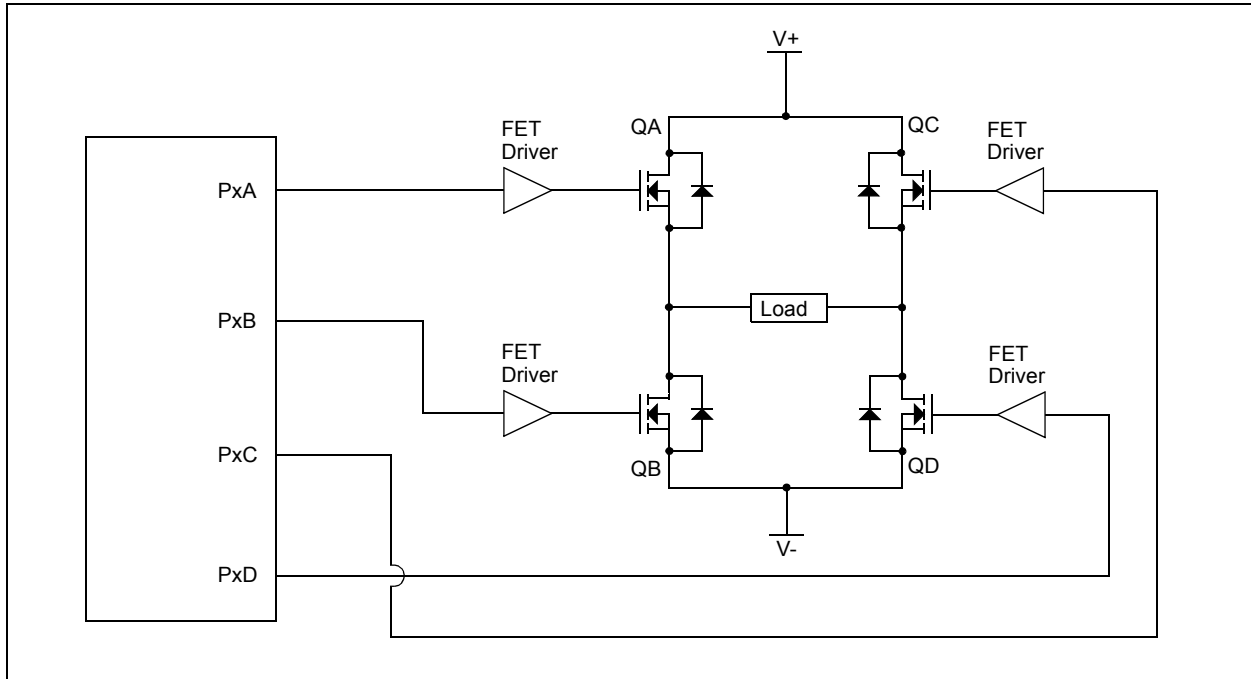 V+
FET
Driver
QA
QC
FET
Driver
PxA
PxB
Load
FET
Driver
FET
Driver
PxC
QB
QD
V-
PxD